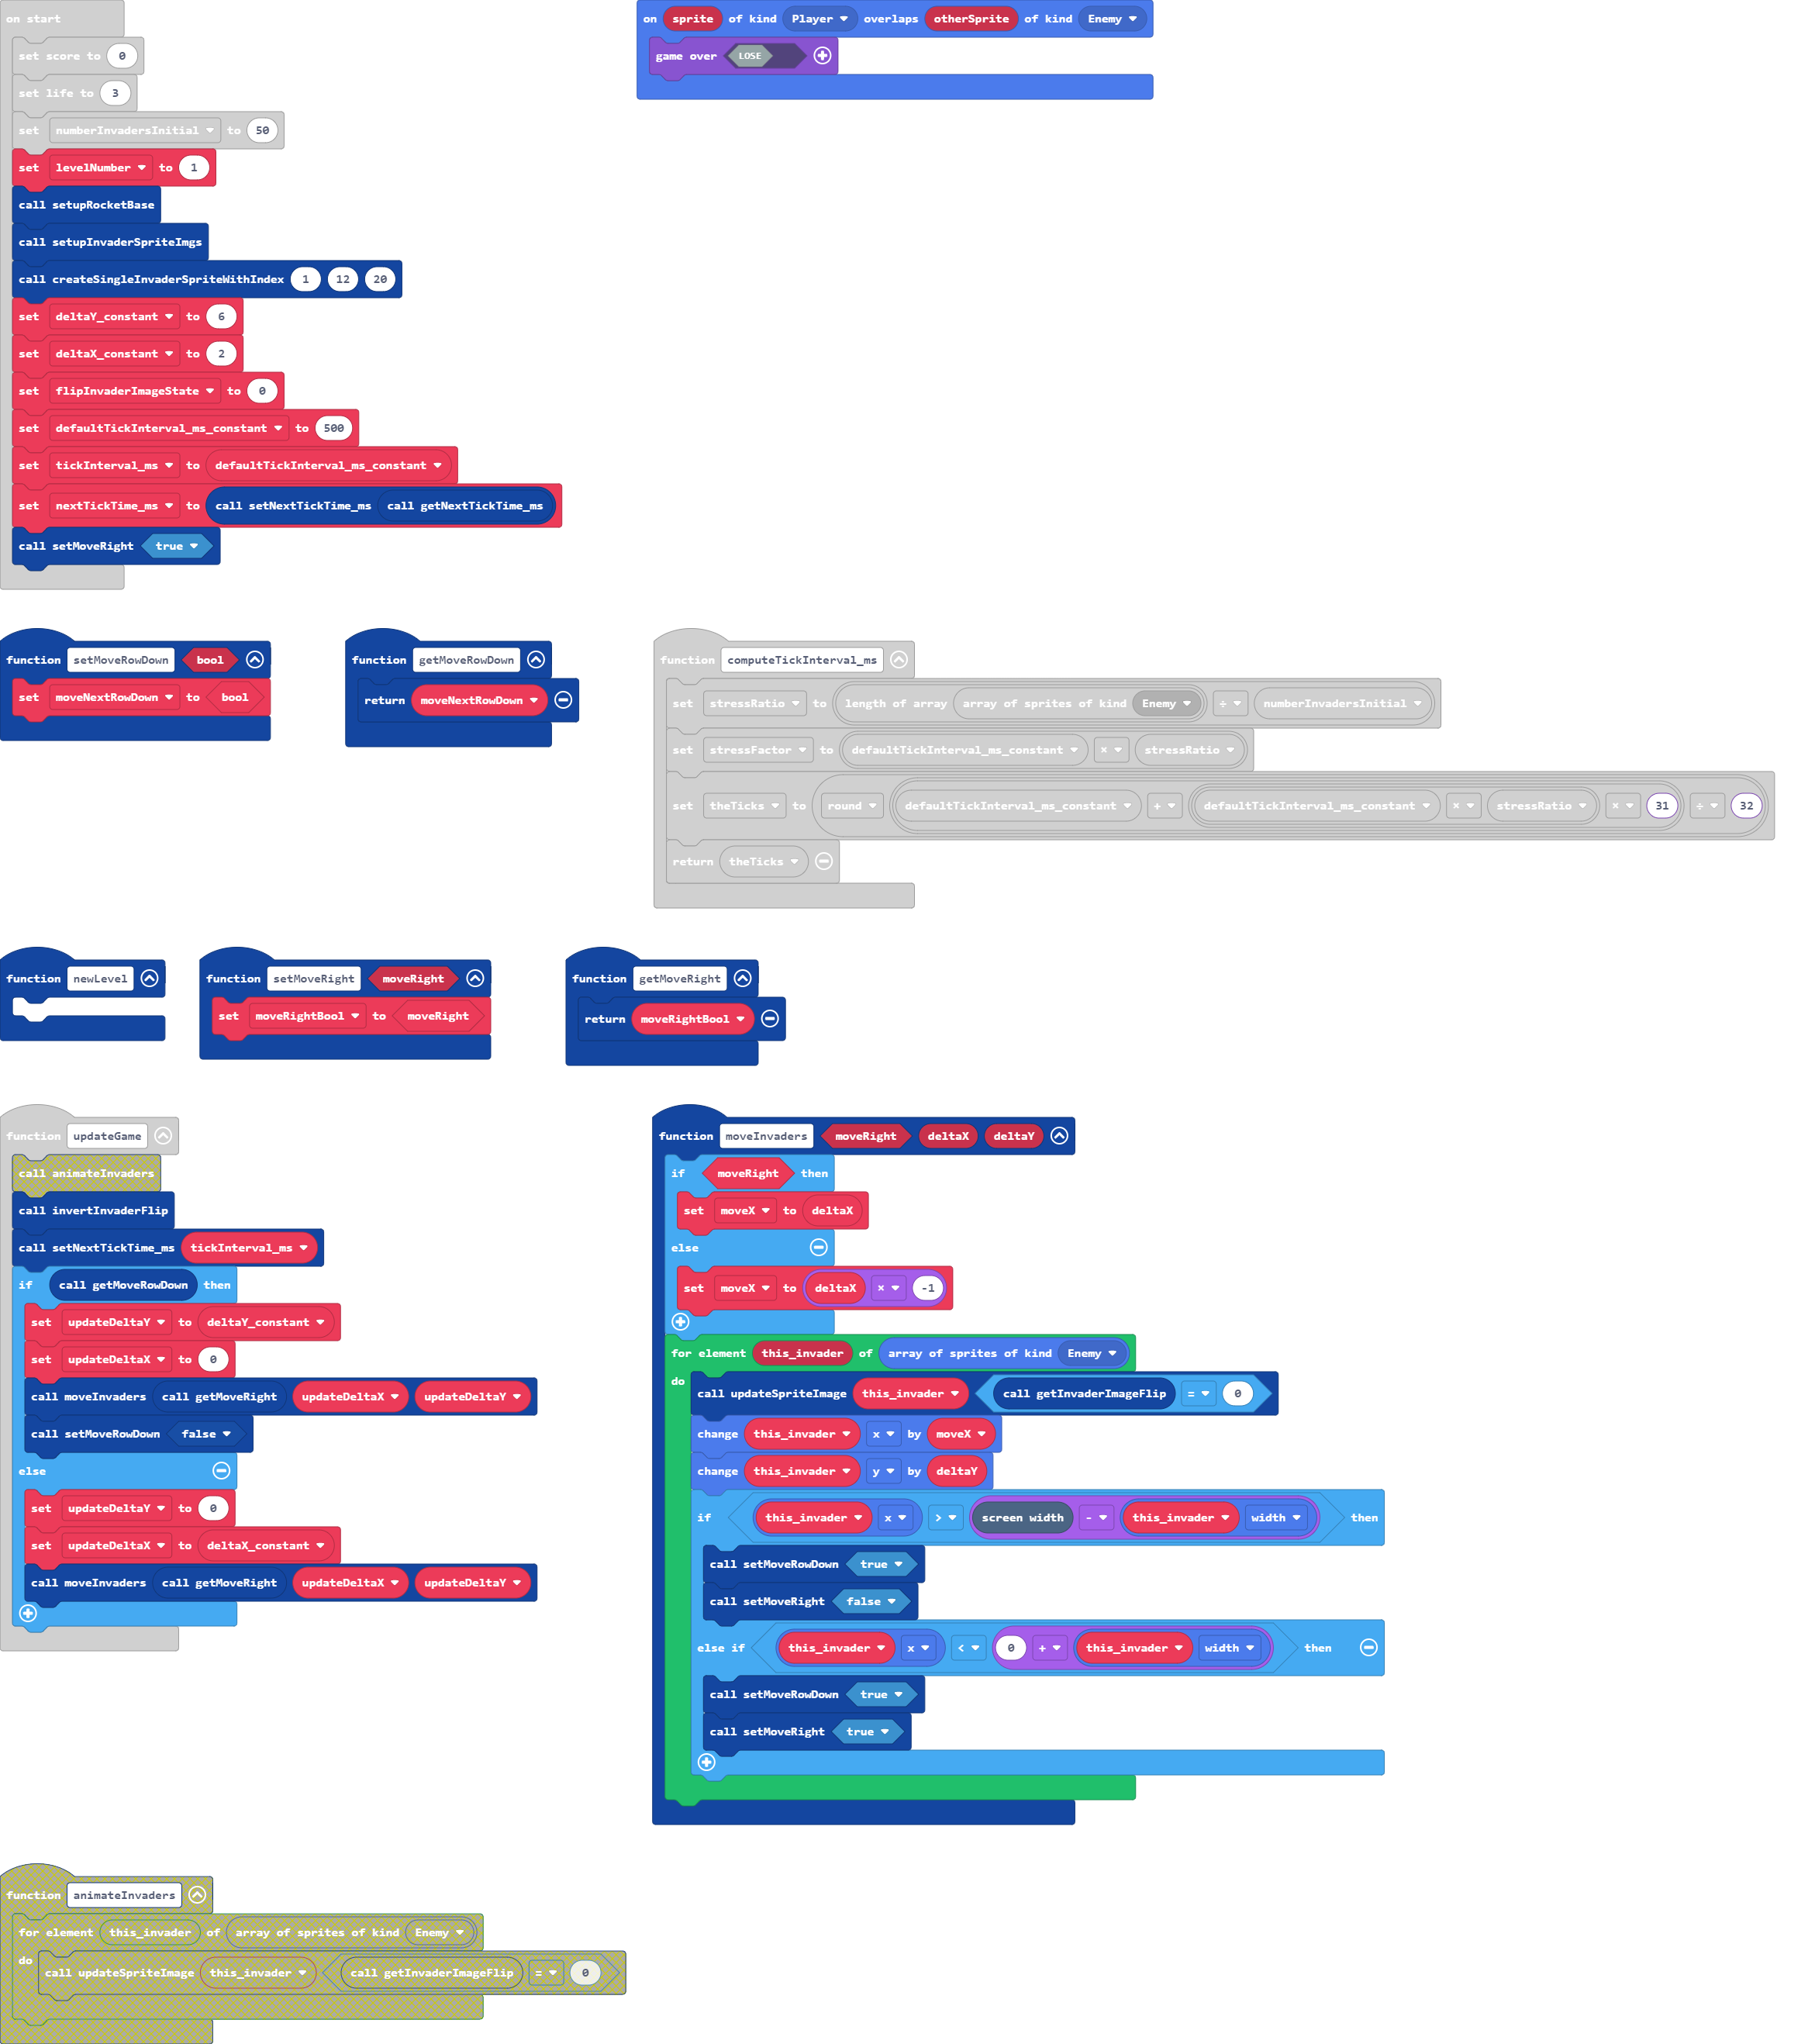 on start
set score to 0
set life to 3
set numberInvadersInitial to 50
set levelNumber to 1
call setupRocketBase
call setupInvaderSpriteImgs
call createSingleInvaderSpriteWithIndex 1 12 20
set deltaY_constant to 6
set deltaX_constant to 2
set flipInvaderImageState to 0
set defaultTickInterval_ms_constant to 500
set tickInterval_ms to defaultTickInterval_ms_constant
set nextTickTime_ms to call setNextTickTime_ms call getNextTickTime_ms
call setMoveRight true
on sprite of kind Player overlaps otherSprite of kind Enemy
game over LOSE
function setMoveRowDown bool
set moveNextRowDown to bool
function getMoveRowDown
return moveNextRowDown
function computeTickInterval_ms
set stressRatio to length of array array of sprites of kind Enemy ÷ numberInvadersInitial
set stressFactor to defaultTickInterval_ms_constant × stressRatio
set theTicks to round defaultTickInterval_ms_constant + defaultTickInterval_ms_constant × stressRatio × 31 ÷ 32
return theTicks
function newLevel
function setMoveRight moveRight
set moveRightBool to moveRight
function getMoveRight
return moveRightBool
function updateGame
call animateInvaders
call invertInvaderFlip
call setNextTickTime_ms tickInterval_ms
if call getMoveRowDown then
set updateDeltaY to deltaY_constant
set updateDeltaX to 0
call moveInvaders call getMoveRight updateDeltaX updateDeltaY
call setMoveRowDown false
else
set updateDeltaY to 0
set updateDeltaX to deltaX_constant
call moveInvaders call getMoveRight updateDeltaX updateDeltaY
function moveInvaders moveRight deltaX deltaY
if moveRight then
set moveX to deltaX
else
set moveX to deltaX × -1
for element this_invader of array of sprites of kind Enemy
do call updateSpriteImage this_invader call getInvaderImageFlip = 0
change this_invader x by moveX
change this_invader y by deltaY
if this_invader x > screen width - this_invader width then
call setMoveRowDown true
call setMoveRight false
else if this_invader x < 0 + this_invader width then
call setMoveRowDown true
call setMoveRight true
function animateInvaders
for element this_invader of array of sprites of kind Enemy
do call updateSpriteImage this_invader call getInvaderImageFlip = 0